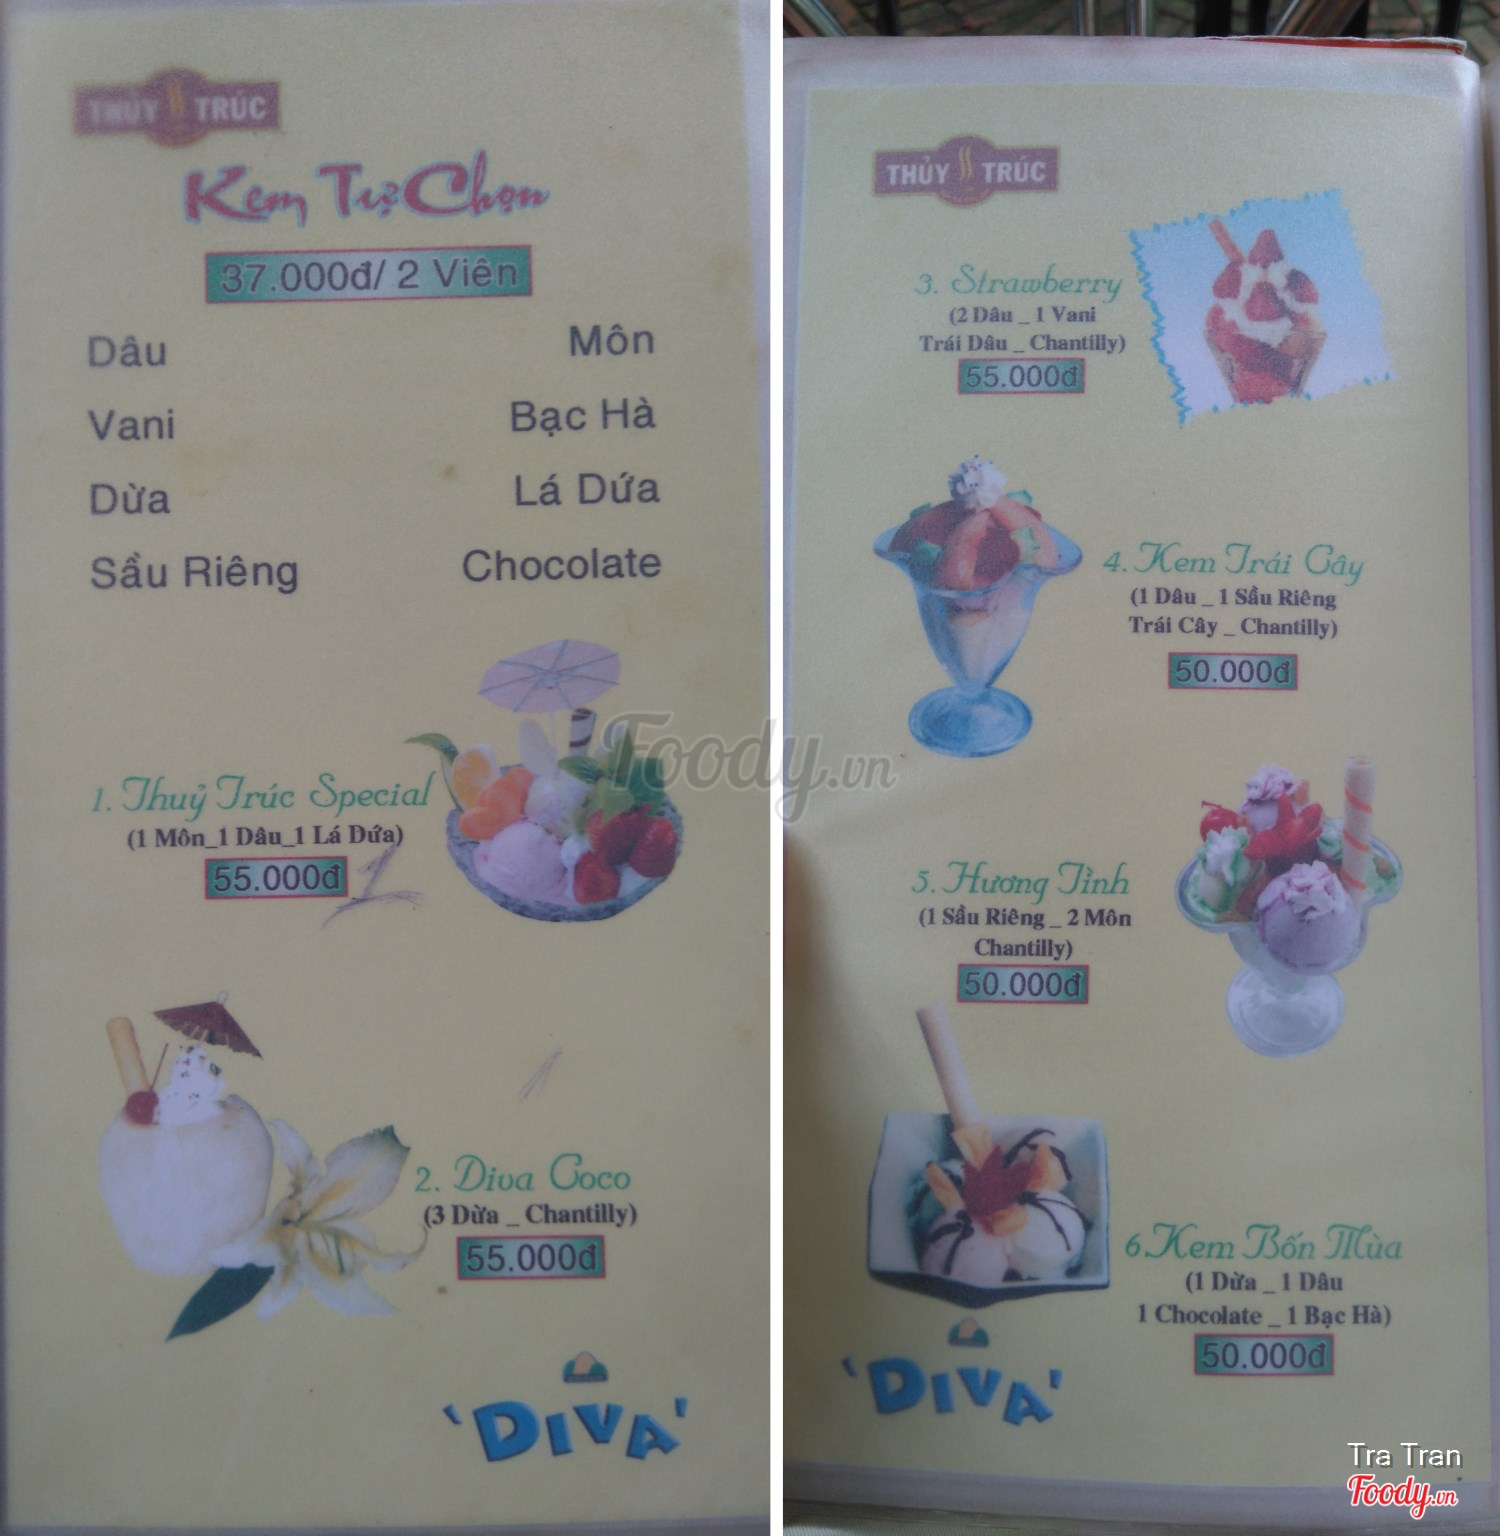 THỦY TRÚC
Kem Tự Chọn
37.000đ/ 2 Viên
Dâu
Môn
Vani
Bạc Hà
Dừa
Lá Dứa
Sầu Riêng
Chocolate
1. Thuỷ Trúc Special
(1 Môn_1 Dâu_1 Lá Dứa)
55.000đ
2. Diva Coco
(3 Dừa _ Chantilly)
55.000đ
'DIVA'
THỦY TRÚC
3. Strawberry
(2 Dâu _ 1 Vani
Trái Dâu _ Chantilly)
55.000đ
4. Kem Trái Cây
(1 Dâu _ 1 Sầu Riêng
Trái Cây _ Chantilly)
50.000đ
5. Hương Tình
(1 Sầu Riêng _ 2 Môn
Chantilly)
50.000đ
6. Kem Bốn Mùa
(1 Dừa _ 1 Dâu
1 Chocolate _ 1 Bạc Hà)
50.000đ
'DIVA'
Foody.vn
Tra Tran
Foody.vn